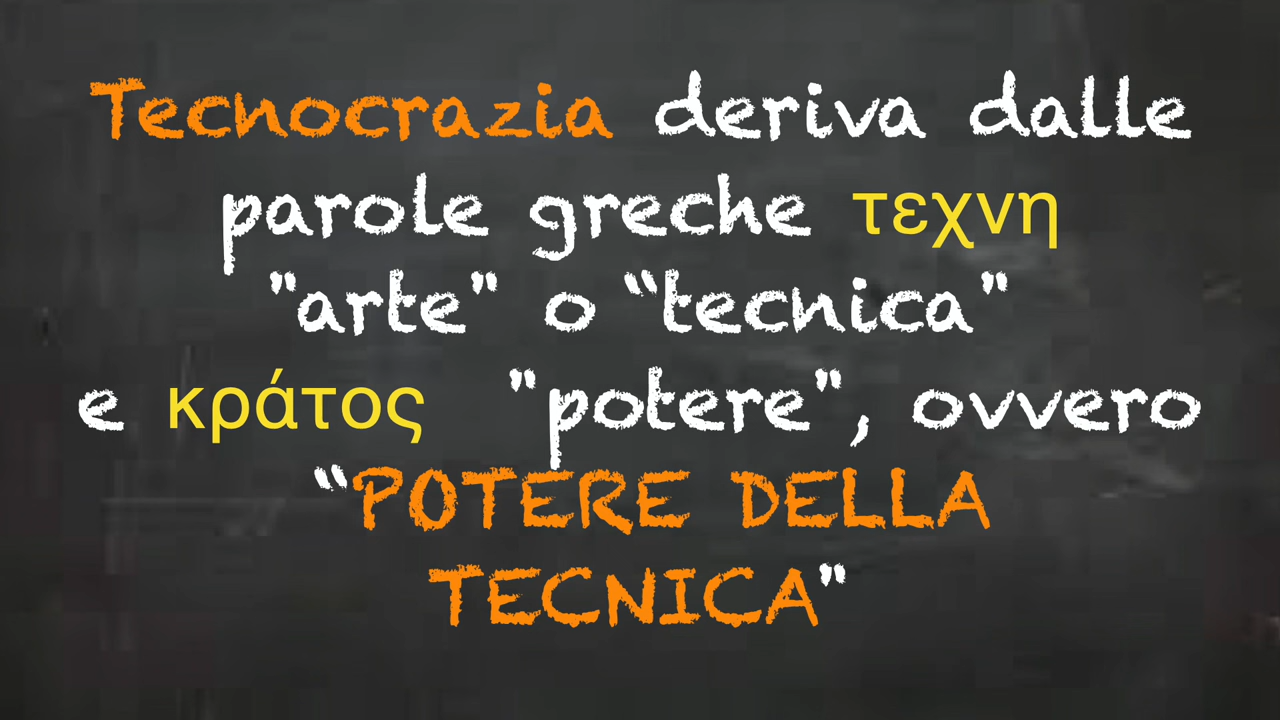 Tecnocrazia deriva dalle
parole greche τεχνη
"arte" o “tecnica"
e κράτος "potere", ovvero
“POTERE DELLA
TECNICA"